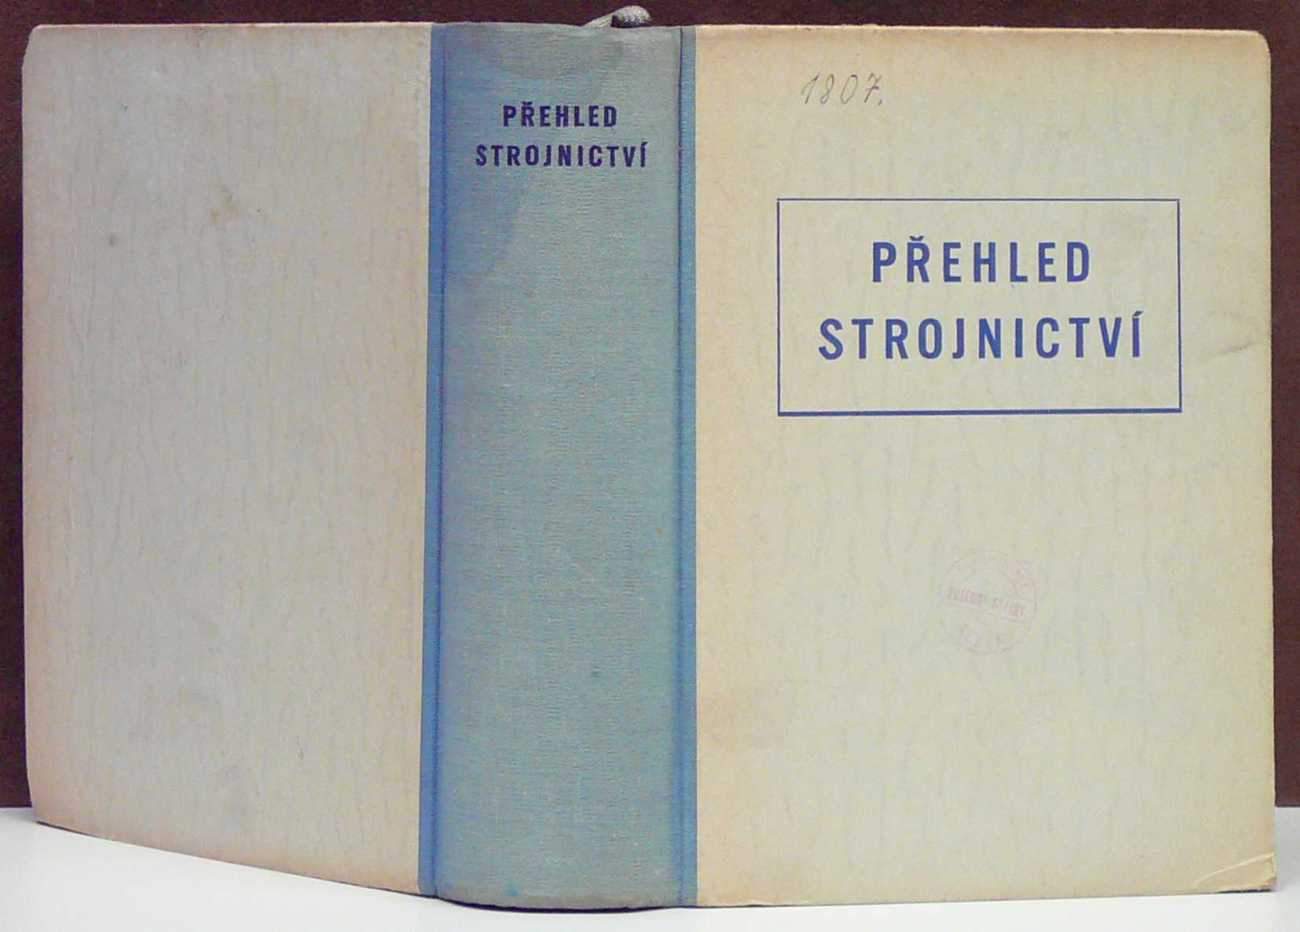 PŘEHLED
STROJNICTVÍ
1807.
PŘEHLED
STROJNICTVÍ